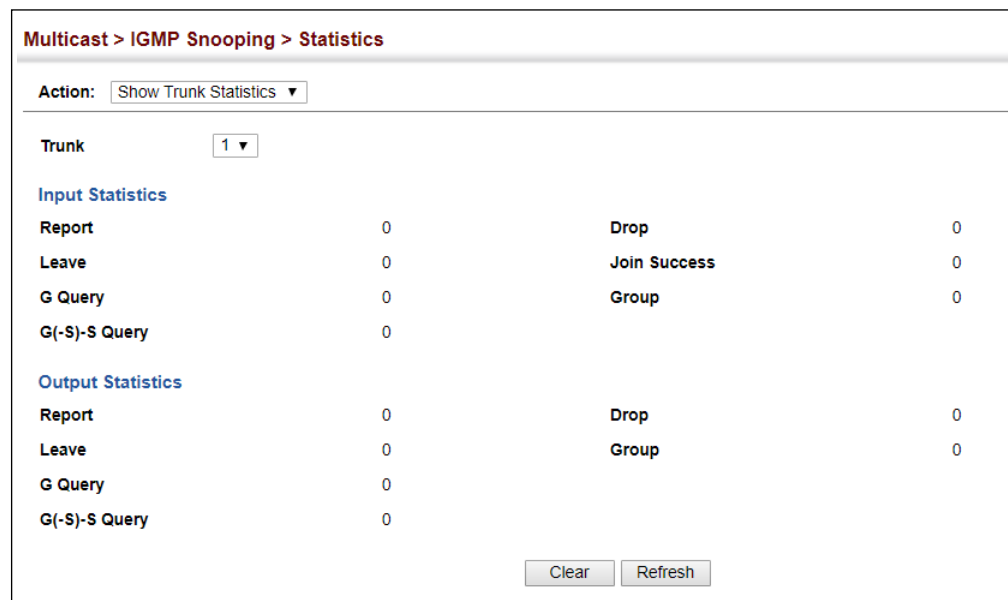 Multicast > IGMP Snooping > Statistics
Action: Show Trunk Statistics
Trunk 1
Input Statistics
Report 0 Drop 0
Leave 0 Join Success 0
G Query 0 Group 0
G(-S)-S Query 0
Output Statistics
Report 0 Drop 0
Leave 0 Group 0
G Query 0
G(-S)-S Query 0
Clear Refresh